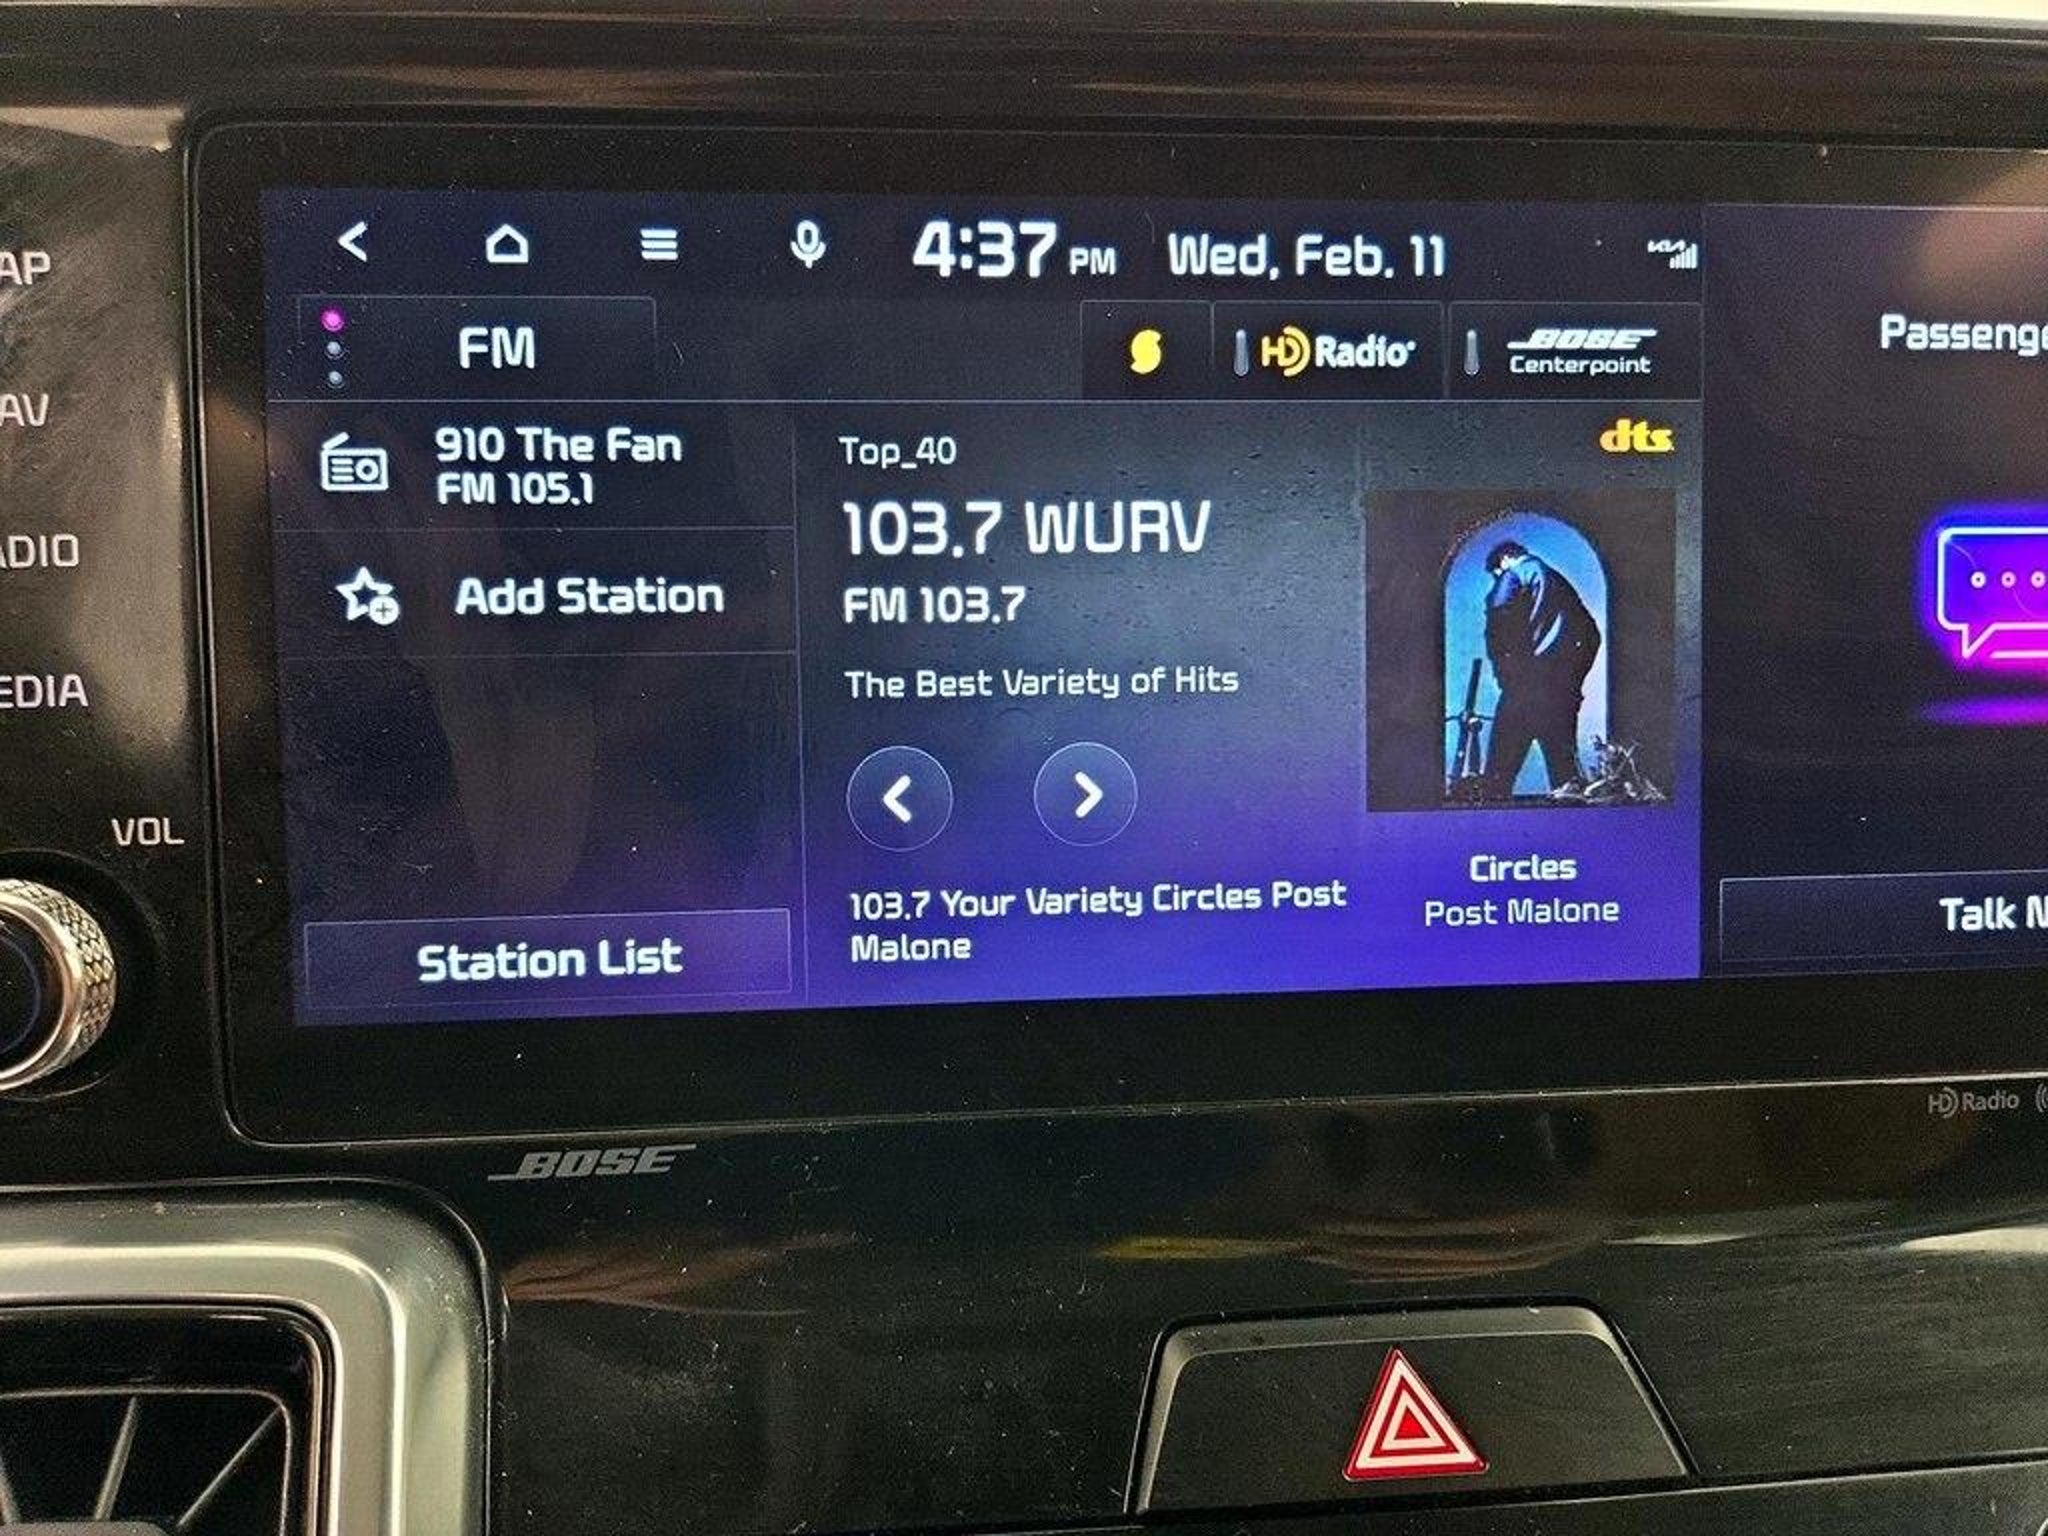 4:37 PM Wed, Feb. 11
FM
HD Radio
BOSE
Centerpoint
910 The Fan
FM 105.1
Add Station
Station List
Top_40
dts
103.7 WURV
FM 103.7
The Best Variety of Hits
103.7 Your Variety Circles Post
Malone
Circles
Post Malone
Passenge
Talk
AP
AV
ADIO
EDIA
VOL
BOSE
HD Radio